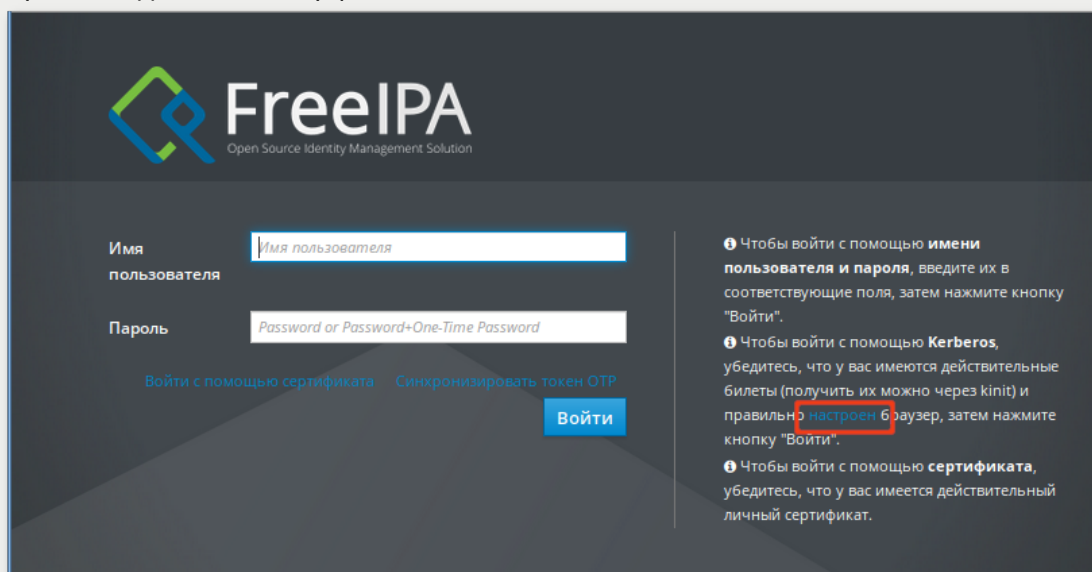 FreeIPA
Open Source Identity Management Solution
Имя
пользователя
Имя пользователя
Пароль
Password or Password+One-Time Password
Войти с помощью сертификата Синхронизировать токен OTP
Войти
Чтобы войти с помощью имени
пользователя и пароля, введите их в
соответствующие поля, затем нажмите кнопку
"Войти".
Чтобы войти с помощью Kerberos,
убедитесь, что у вас имеются действительные
билеты (получить их можно через kinit) и
правильно настроен браузер, затем нажмите
кнопку "Войти".
Чтобы войти с помощью сертификата,
убедитесь, что у вас имеется действительный
личный сертификат.